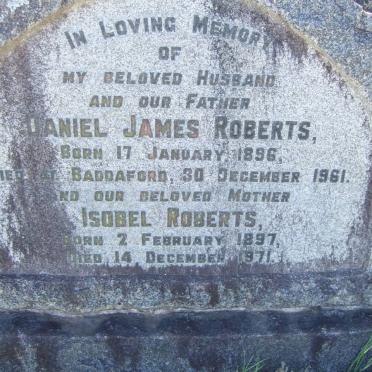 IN LOVING MEMORY
OF
MY BELOVED HUSBAND
AND OUR FATHER
DANIEL JAMES ROBERTS,
BORN 17 JANUARY 1896,
DIED AT BADDAFORD, 30 DECEMBER 1961.
AND OUR BELOVED MOTHER
ISOBEL ROBERTS,
BORN 2 FEBRUARY 1897,
DIED 14 DECEMBER 1971.